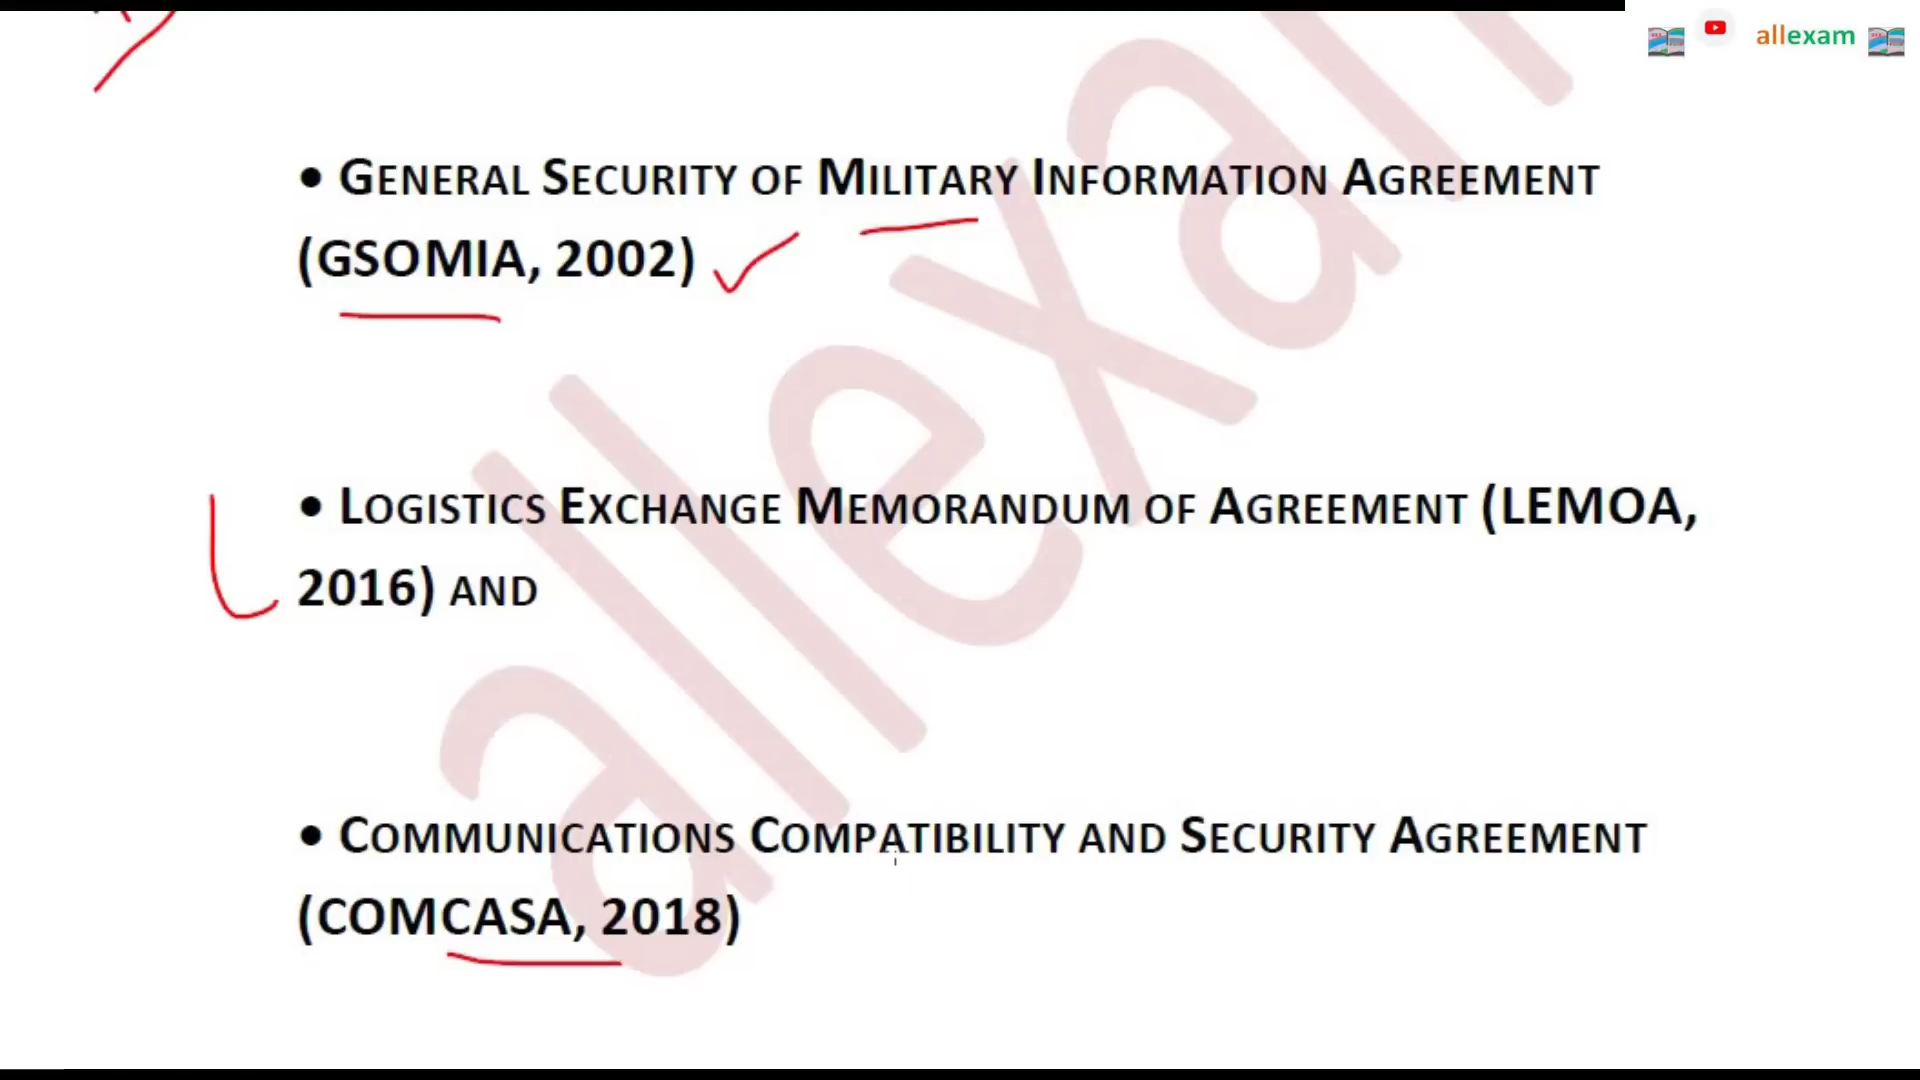 allexam
• GENERAL SECURITY OF MILITARY INFORMATION AGREEMENT
(GSOMIA, 2002)
• LOGISTICS EXCHANGE MEMORANDUM OF AGREEMENT (LEMOA,
2016) AND
• COMMUNICATIONS COMPATIBILITY AND SECURITY AGREEMENT
(COMCASA, 2018)
allexam